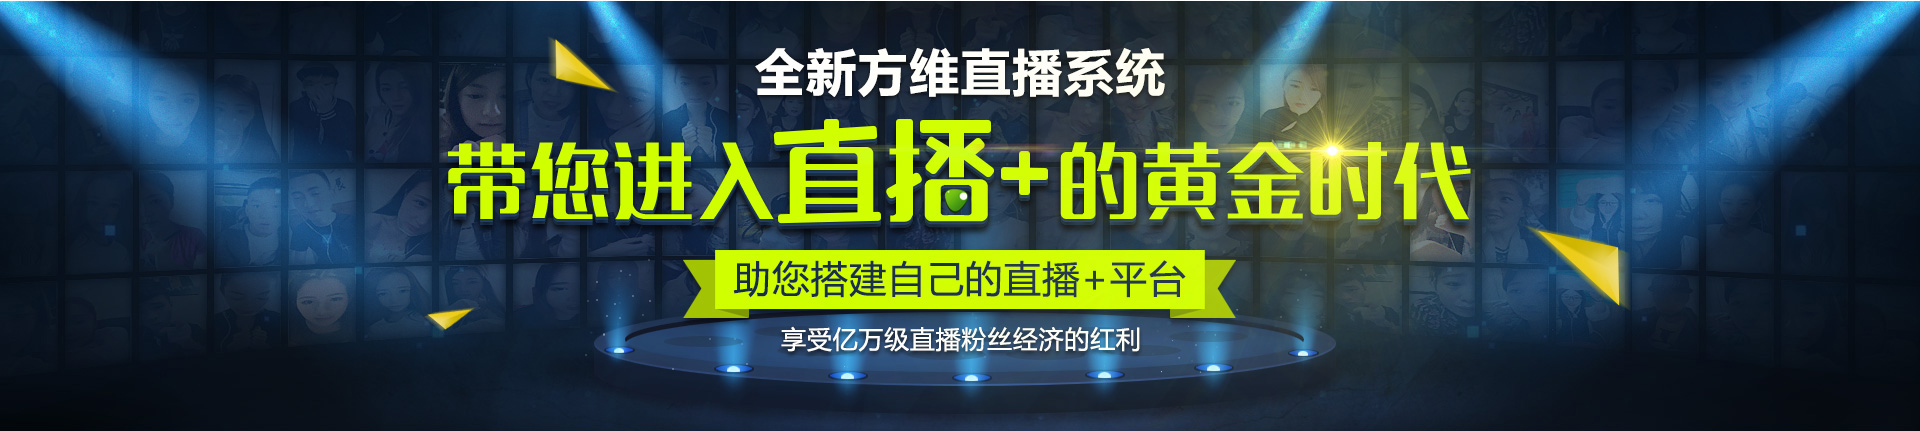 全新方维直播系统
带您进入直播+的黄金时代
助您搭建自己的直播+平台
享受亿万级直播粉丝经济的红利